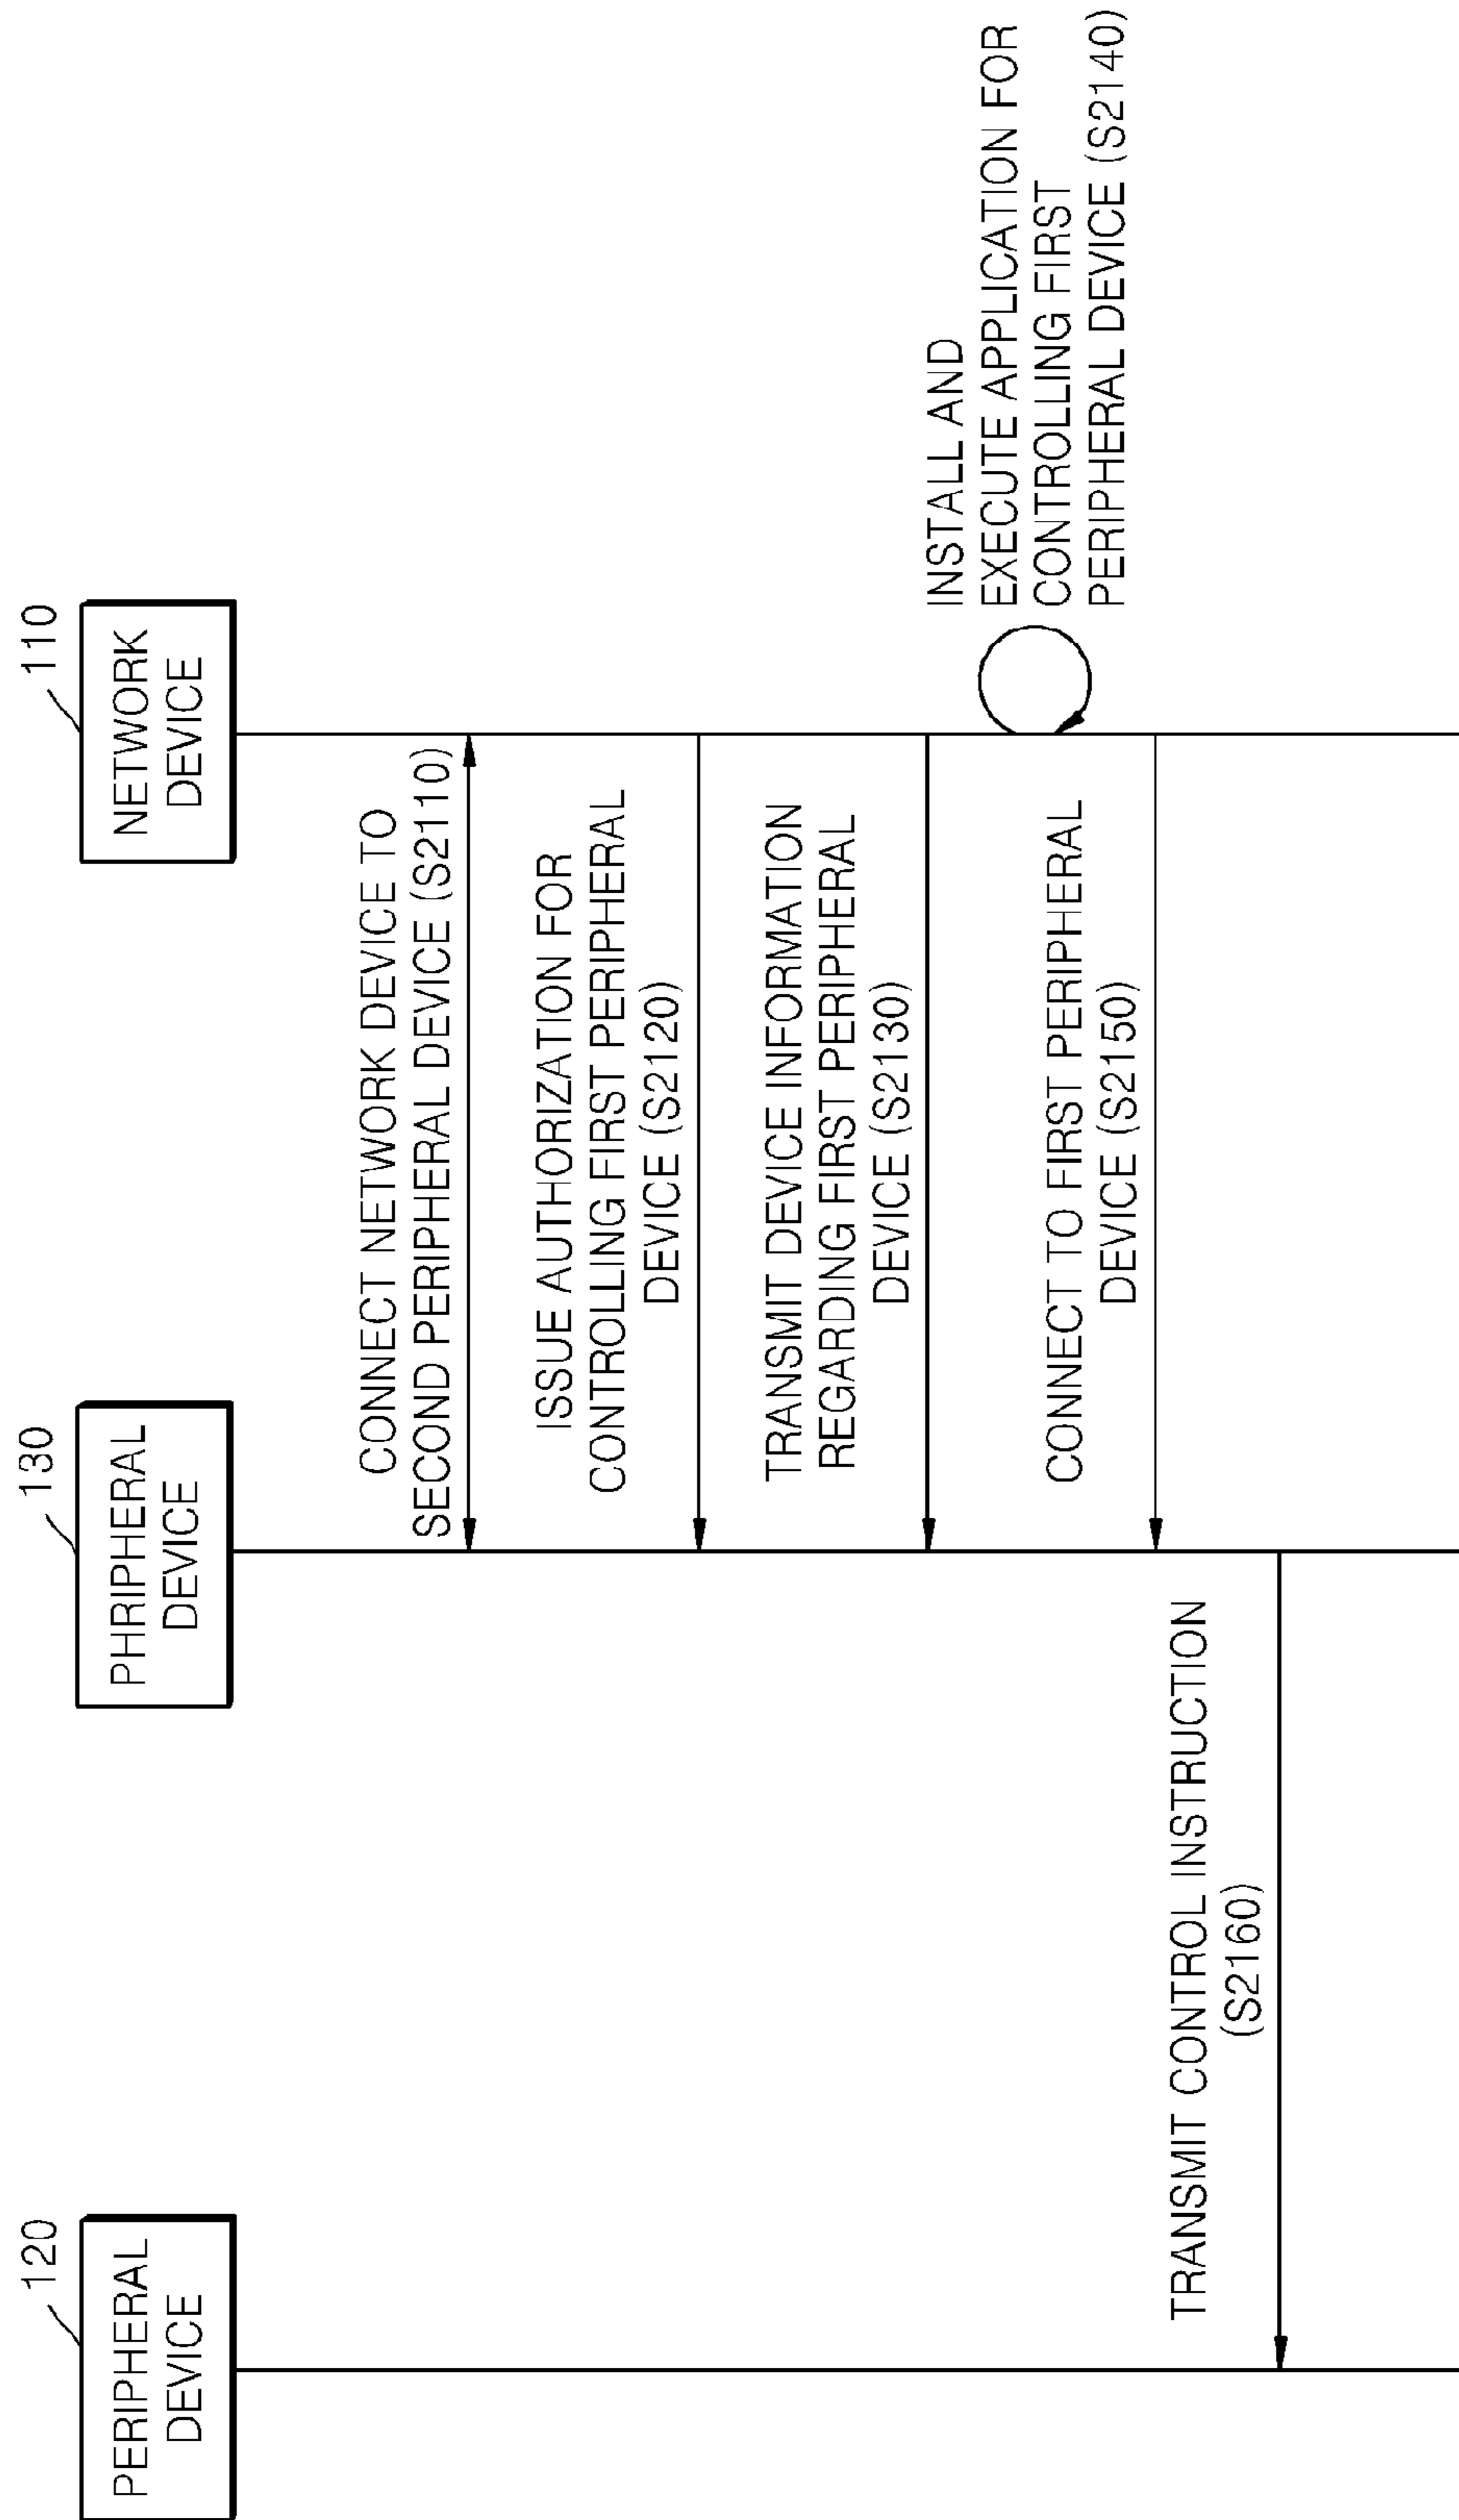 120
PERIPHERAL
DEVICE
130
PHRIPHERAL
DEVICE
110
NETWORK
DEVICE
CONNECT NETWORK DEVICE TO
SECOND PERIPHERAL DEVICE (S2110)
ISSUE AUTHORIZATION FOR
CONTROLLING FIRST PERIPHERAL
DEVICE (S2120)
TRANSMIT DEVICE INFORMATION
REGARDING FIRST PERIPHERAL
DEVICE (S2130)
INSTALL AND
EXECUTE APPLICATION FOR
CONTROLLING FIRST
PERIPHERAL DEVICE (S2140)
CONNECT TO FIRST PERIPHERAL
DEVICE (S2150)
TRANSMIT CONTROL INSTRUCTION
(S2160)